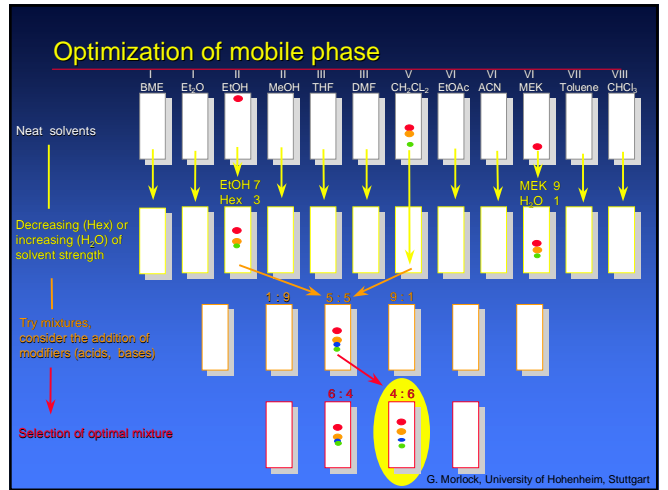 Optimization of mobile phase
I I II II III III V VI VI VI VII VIII
BME Et₂O EtOH MeOH THF DMF CH₂CL₂ EtOAc ACN MEK Toluene CHCl₃
Neat solvents
EtOH 7
Hex 3
MEK 9
H₂O 1
Decreasing (Hex) or
increasing (H₂O) of
solvent strength
1 : 9 5 : 5 9 : 1
Try mixtures,
consider the addition of
modifiers (acids, bases)
6 : 4 4 : 6
Selection of optimal mixture
G. Morlock, University of Hohenheim, Stuttgart